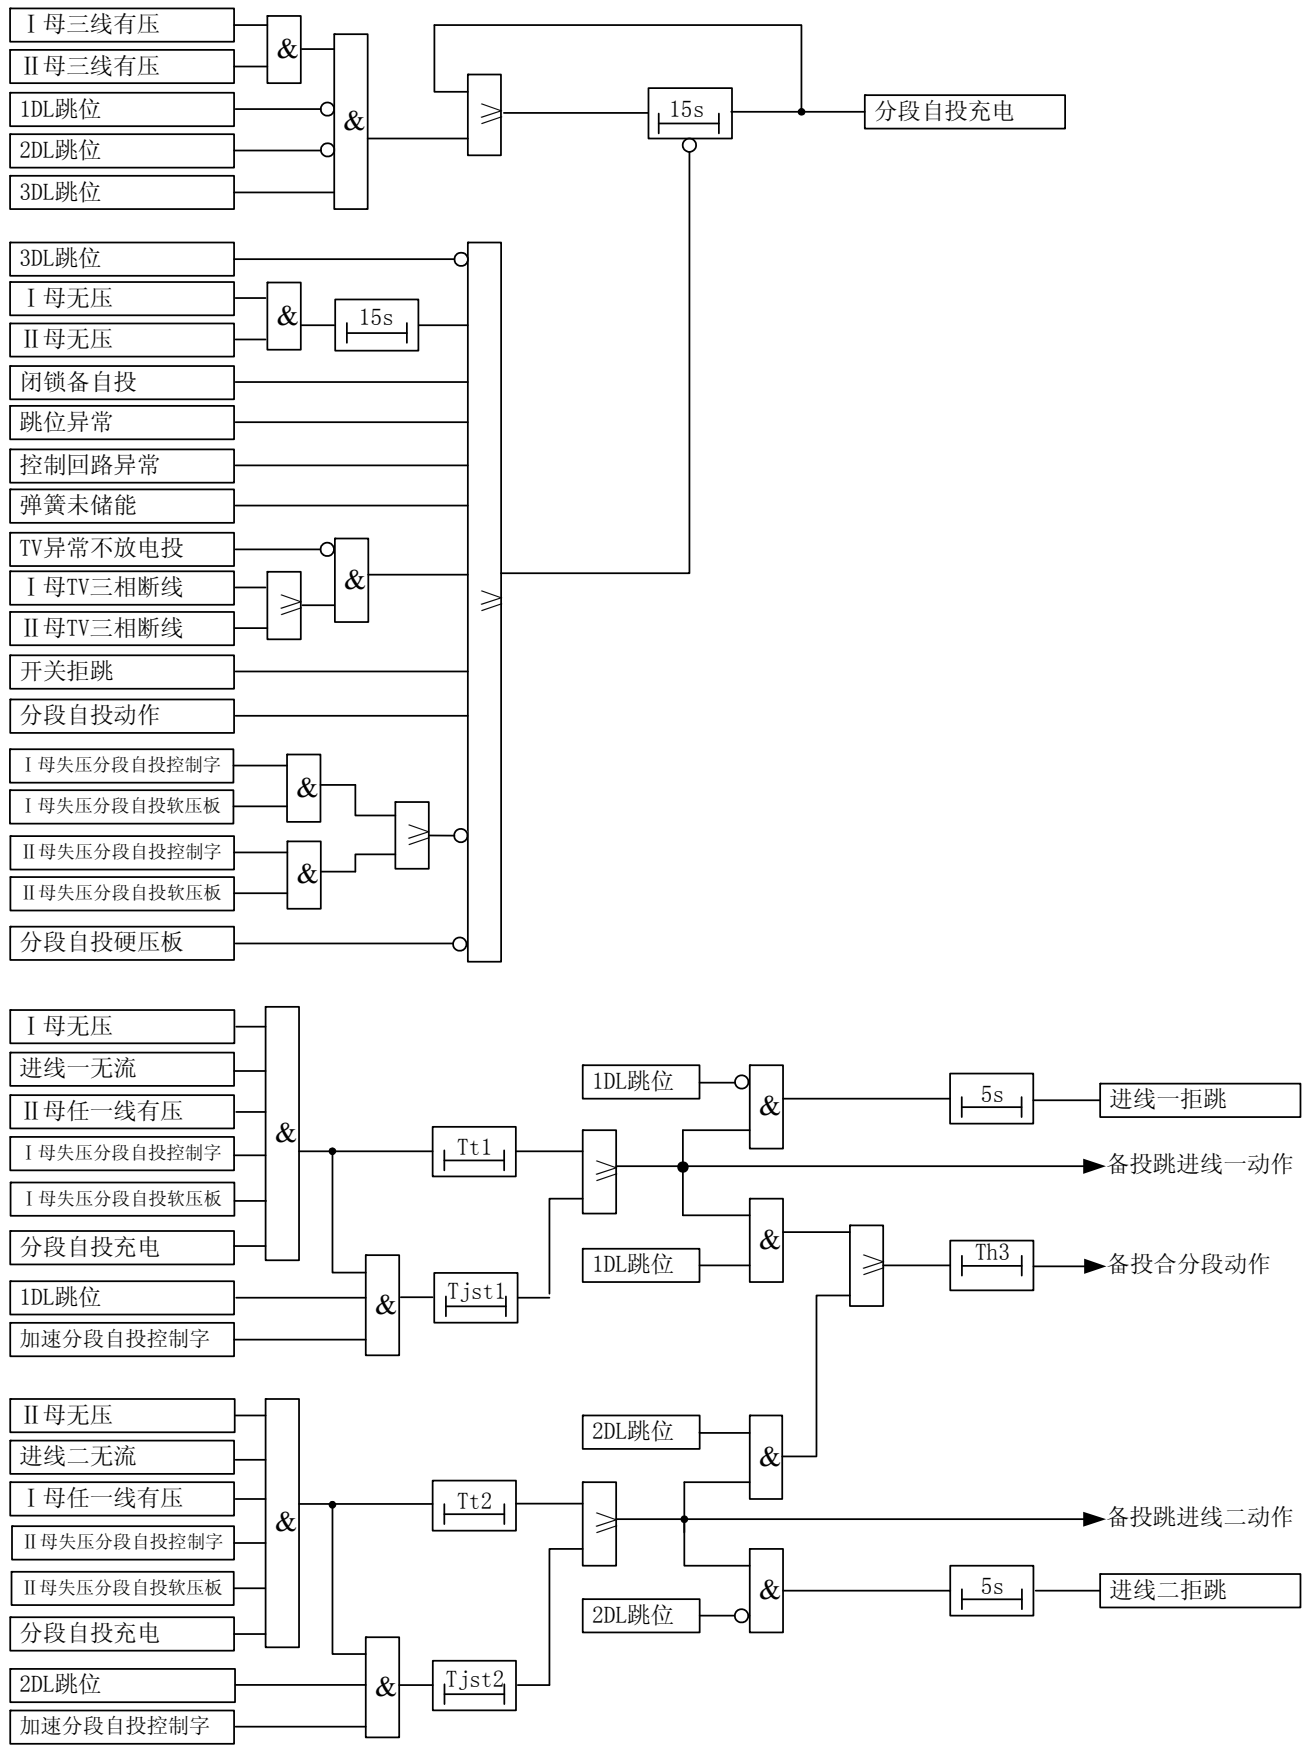 Ⅰ母三线有压
&
Ⅱ母三线有压
1DL跳位
&
≥
15s
分段自投充电
2DL跳位
3DL跳位
3DL跳位
Ⅰ母无压
&
15s
Ⅱ母无压
闭锁备自投
跳位异常
控制回路异常
弹簧未储能
TV异常不放电投
&
Ⅰ母TV三相断线
≥
≥
Ⅱ母TV三相断线
开关拒跳
分段自投动作
Ⅰ母失压分段自投控制字
&
Ⅰ母失压分段自投软压板
≥
Ⅱ母失压分段自投控制字
&
Ⅱ母失压分段自投软压板
分段自投硬压板
Ⅰ母无压
进线一无流
1DL跳位
&
5s
进线一拒跳
Ⅱ母任一线有压
&
Ⅰ母失压分段自投控制字
Tt1
≥
备投跳进线一动作
Ⅰ母失压分段自投软压板
分段自投充电
1DL跳位
&
≥
Th3
备投合分段动作
1DL跳位
&
Tjst1
加速分段自投控制字
Ⅱ母无压
2DL跳位
&
进线二无流
Ⅰ母任一线有压
&
Tt2
≥
备投跳进线二动作
Ⅱ母失压分段自投控制字
Ⅱ母失压分段自投软压板
&
5s
进线二拒跳
分段自投充电
2DL跳位
2DL跳位
&
Tjst2
加速分段自投控制字